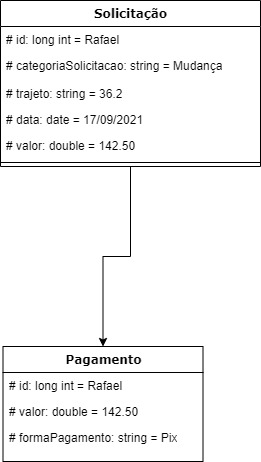 Solicitação
# id: long int = Rafael
# categoriaSolicitacao: string = Mudança
# trajeto: string = 36.2
# data: date = 17/09/2021
# valor: double = 142.50
Pagamento
# id: long int = Rafael
# valor: double = 142.50
# formaPagamento: string = Pix